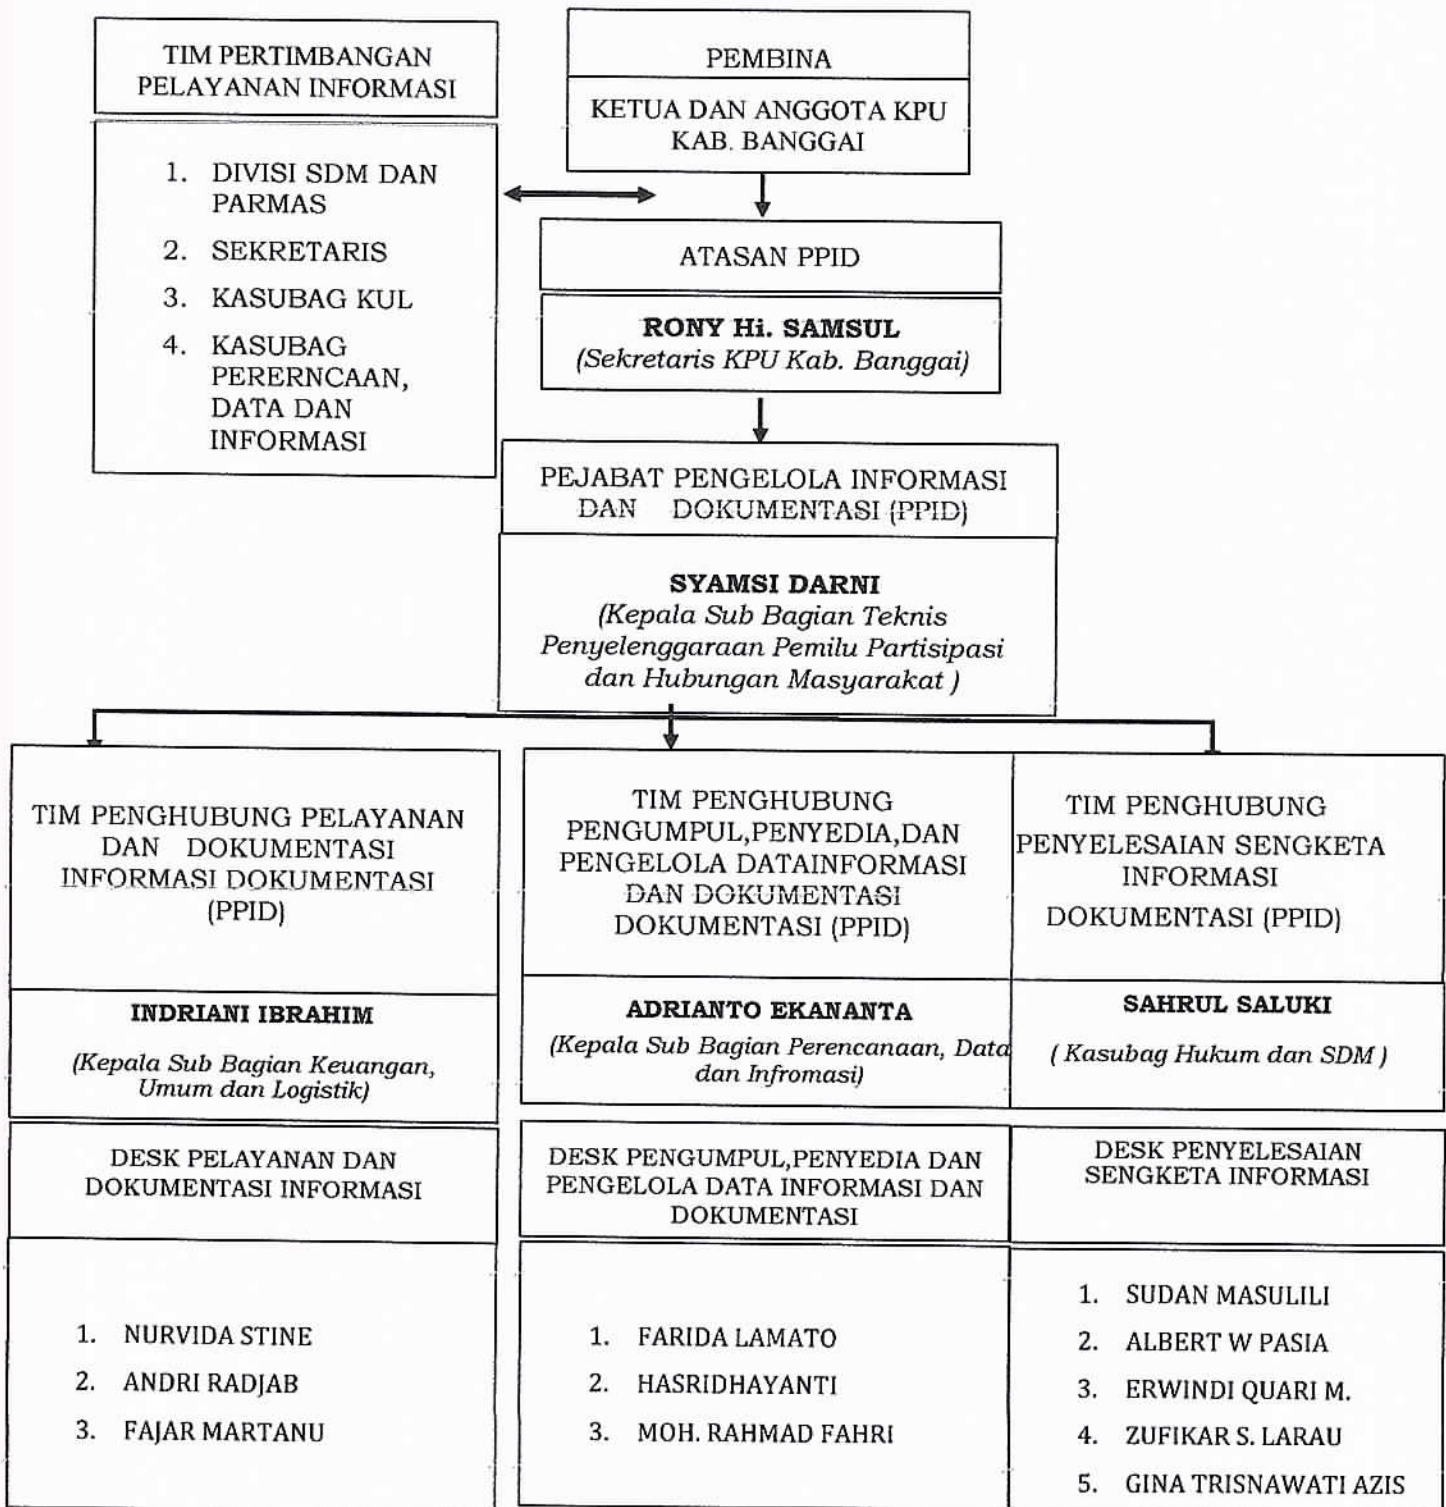 TIM PERTIMBANGAN
PELAYANAN INFORMASI
1. DIVISI SDM DAN
PARMAS
2. SEKRETARIS
3. KASUBAG KUL
4. KASUBAG
PERERNCAAN,
DATA DAN
INFORMASI
PEMBINA
KETUA DAN ANGGOTA KPU
KAB. BANGGAI
ATASAN PPID
RONY Hi. SAMSUL
(Sekretaris KPU Kab. Banggai)
PEJABAT PENGELOLA INFORMASI
DAN DOKUMENTASI (PPID)
SYAMSI DARNI
(Kepala Sub Bagian Teknis
Penyelenggaraan Pemilu Partisipasi
dan Hubungan Masyarakat )
TIM PENGHUBUNG PELAYANAN
DAN DOKUMENTASI
INFORMASI DOKUMENTASI
(PPID)
INDRIANI IBRAHIM
(Kepala Sub Bagian Keuangan,
Umum dan Logistik)
DESK PELAYANAN DAN
DOKUMENTASI INFORMASI
1. NURVIDA STINE
2. ANDRI RADJAB
3. FAJAR MARTANU
TIM PENGHUBUNG
PENGUMPUL,PENYEDIA,DAN
PENGELOLA DATAINFORMASI
DAN DOKUMENTASI
DOKUMENTASI (PPID)
ADRIANTO EKANANTA
(Kepala Sub Bagian Perencanaan, Data
dan Infromasi)
DESK PENGUMPUL,PENYEDIA DAN
PENGELOLA DATA INFORMASI DAN
DOKUMENTASI
1. FARIDA LAMATO
2. HASRIDHAYANTI
3. MOH. RAHMAD FAHRI
TIM PENGHUBUNG
PENYELESAIAN SENGKETA
INFORMASI
DOKUMENTASI (PPID)
SAHRUL SALUKI
( Kasubag Hukum dan SDM )
DESK PENYELESAIAN
SENGKETA INFORMASI
1. SUDAN MASULILI
2. ALBERT W PASIA
3. ERWINDI QUARI M.
4. ZUFIKAR S. LARAU
5. GINA TRISNAWATI AZIS